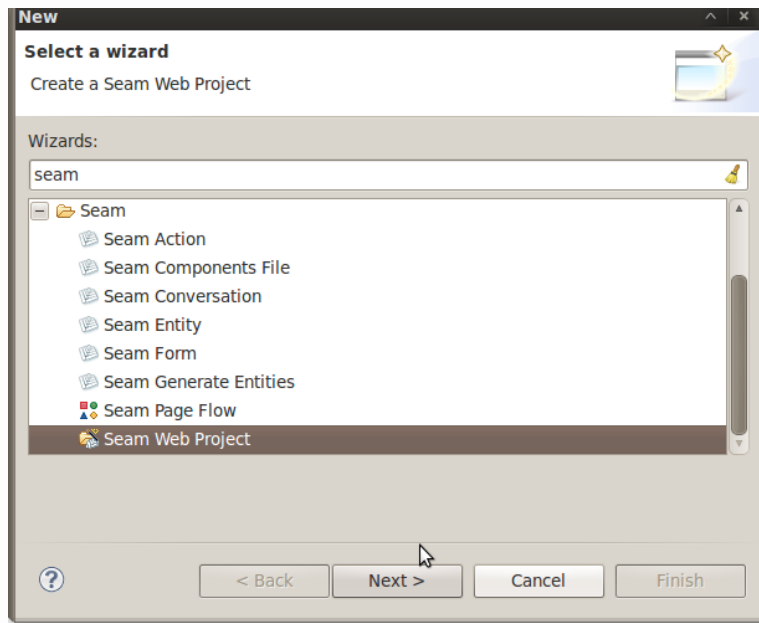 New
Select a wizard
Create a Seam Web Project
Wizards:
seam
Seam
Seam Action
Seam Components File
Seam Conversation
Seam Entity
Seam Form
Seam Generate Entities
Seam Page Flow
Seam Web Project
? < Back Next > Cancel Finish